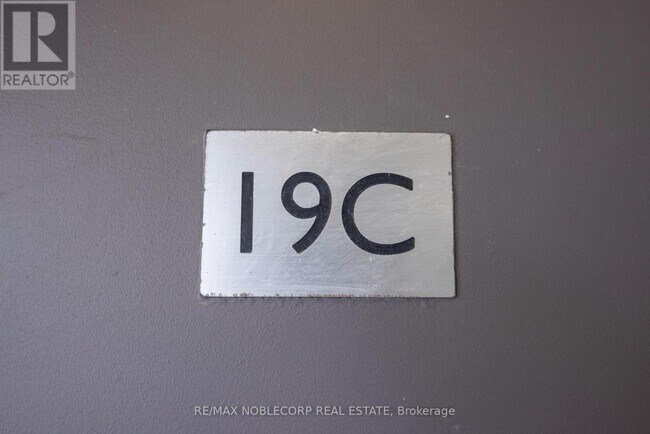 REALTOR®
19C
RE/MAX NOBLECORP REAL ESTATE, Brokerage